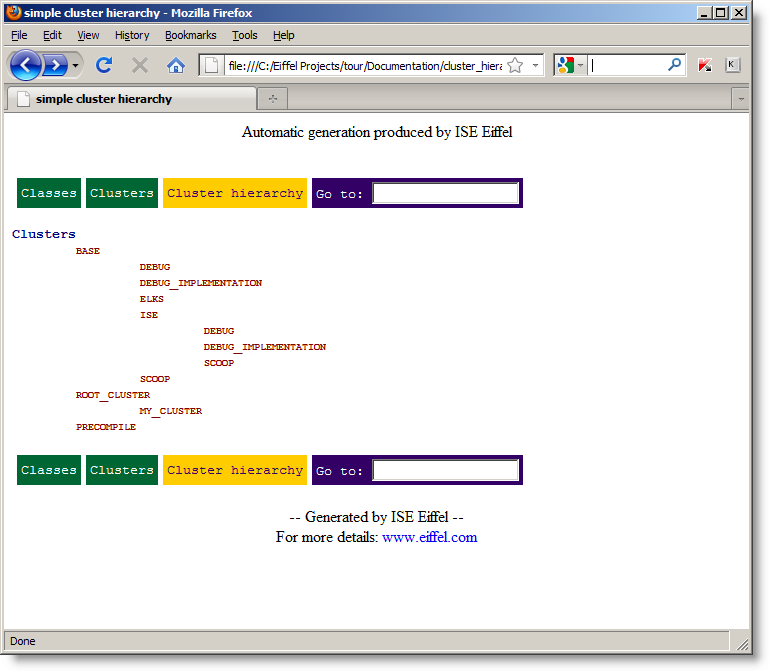 simple cluster hierarchy - Mozilla Firefox
File Edit View History Bookmarks Tools Help
file:///C:/Eiffel Projects/tour/Documentation/cluster_hiera
K
simple cluster hierarchy
Automatic generation produced by ISE Eiffel
Classes Clusters Cluster hierarchy Go to:
Clusters
BASE
DEBUG
DEBUG_IMPLEMENTATION
ELKS
ISE
DEBUG
DEBUG_IMPLEMENTATION
SCOOP
SCOOP
ROOT_CLUSTER
MY_CLUSTER
PRECOMPILE
Classes Clusters Cluster hierarchy Go to:
-- Generated by ISE Eiffel --
For more details: www.eiffel.com
Done